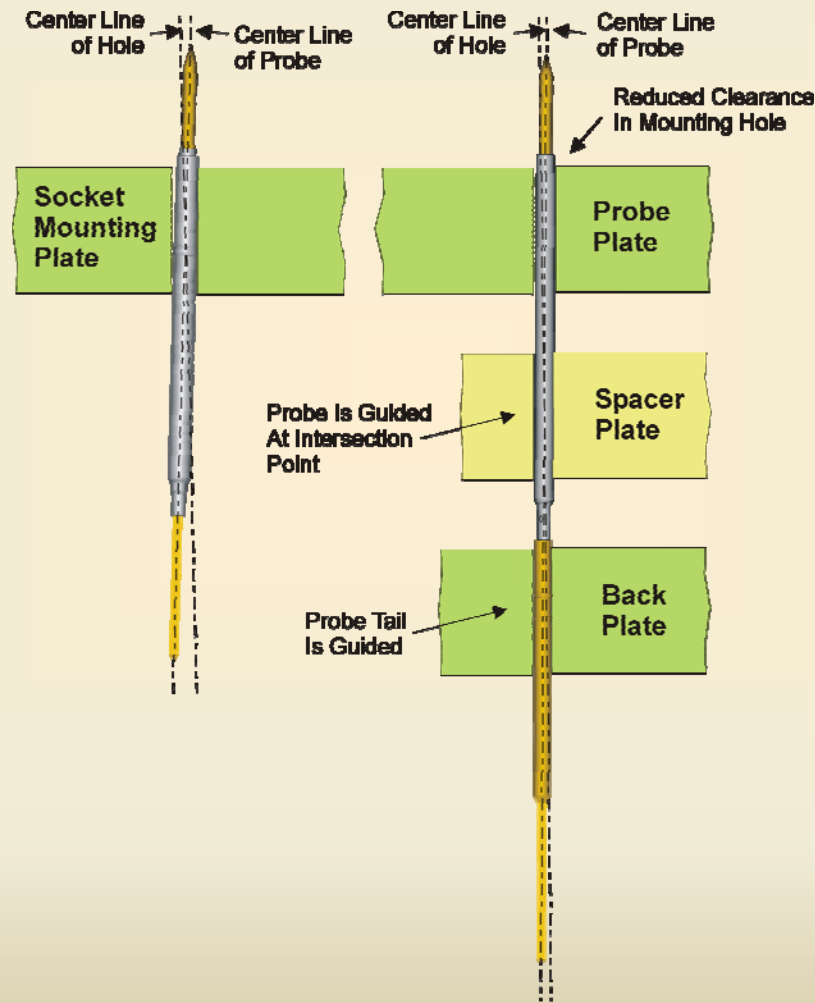 Center Line
of Hole
Center Line
of Probe
Center Line
of Hole
Center Line
of Probe
Reduced Clearance
In Mounting Hole
Socket
Mounting
Plate
Probe
Plate
Probe Is Guided
At Intersection
Point
Spacer
Plate
Probe Tail
Is Guided
Back
Plate